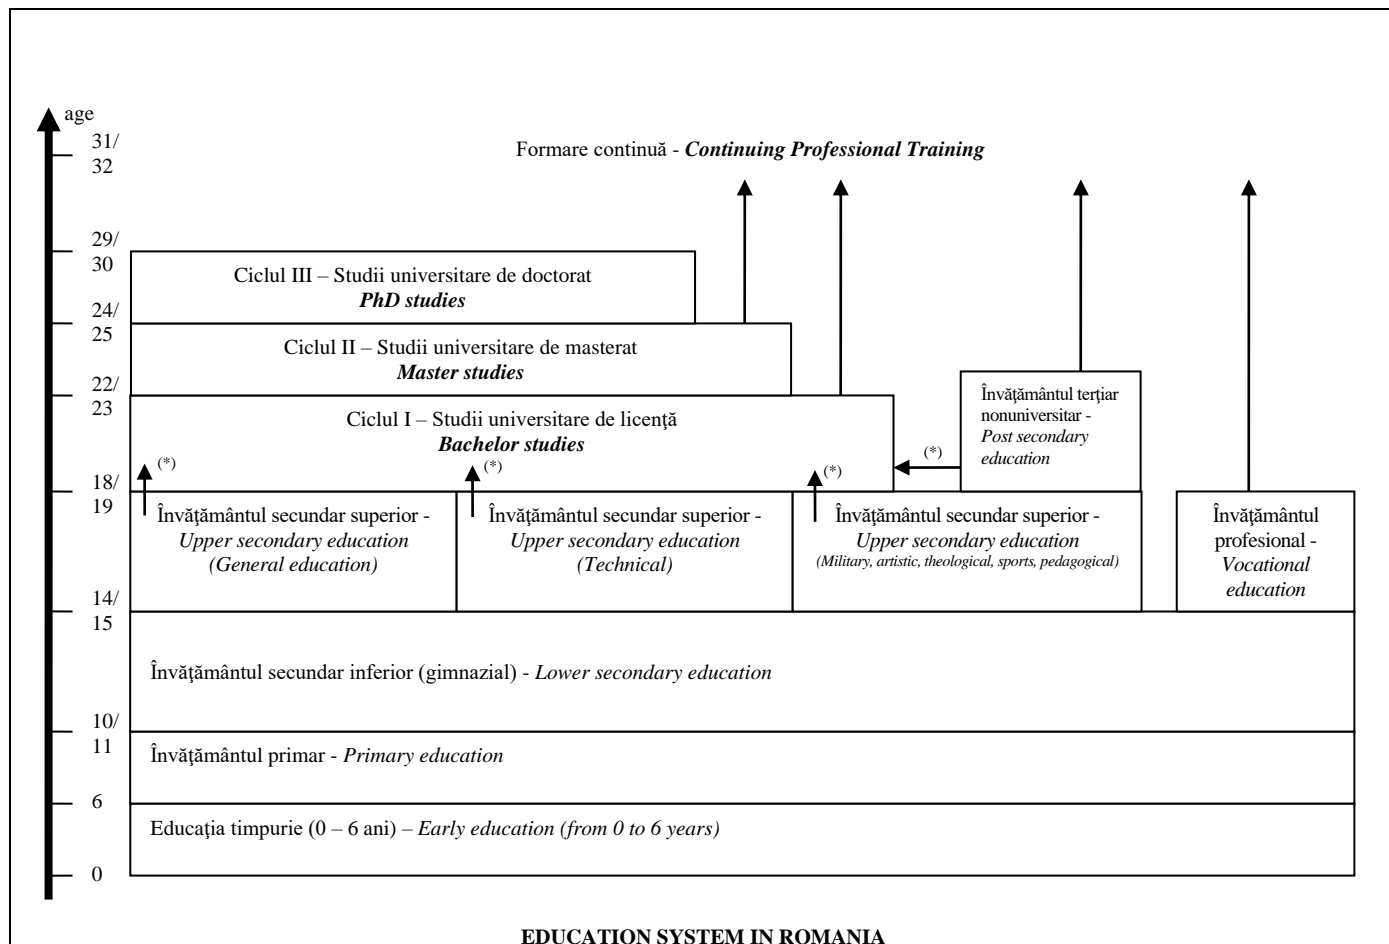 age
31/
32
Formare continuă - Continuing Professional Training
29/
30
Ciclul III – Studii universitare de doctorat
PhD studies
24/
25
Ciclul II – Studii universitare de masterat
Master studies
22/
23
Ciclul I – Studii universitare de licenţă
Bachelor studies
Învăţământul terţiar
nonuniversitar -
Post secondary
education
(*)
(*)
(*)
(*)
18/
19
Învăţământul secundar superior -
Upper secondary education
(General education)
Învăţământul secundar superior -
Upper secondary education
(Technical)
Învăţământul secundar superior -
Upper secondary education
(Military, artistic, theological, sports, pedagogical)
Învăţământul
profesional -
Vocational
education
14/
15
Învăţământul secundar inferior (gimnazial) - Lower secondary education
10/
11
Învăţământul primar - Primary education
6
Educaţia timpurie (0 – 6 ani) – Early education (from 0 to 6 years)
0
EDUCATION SYSTEM IN ROMANIA